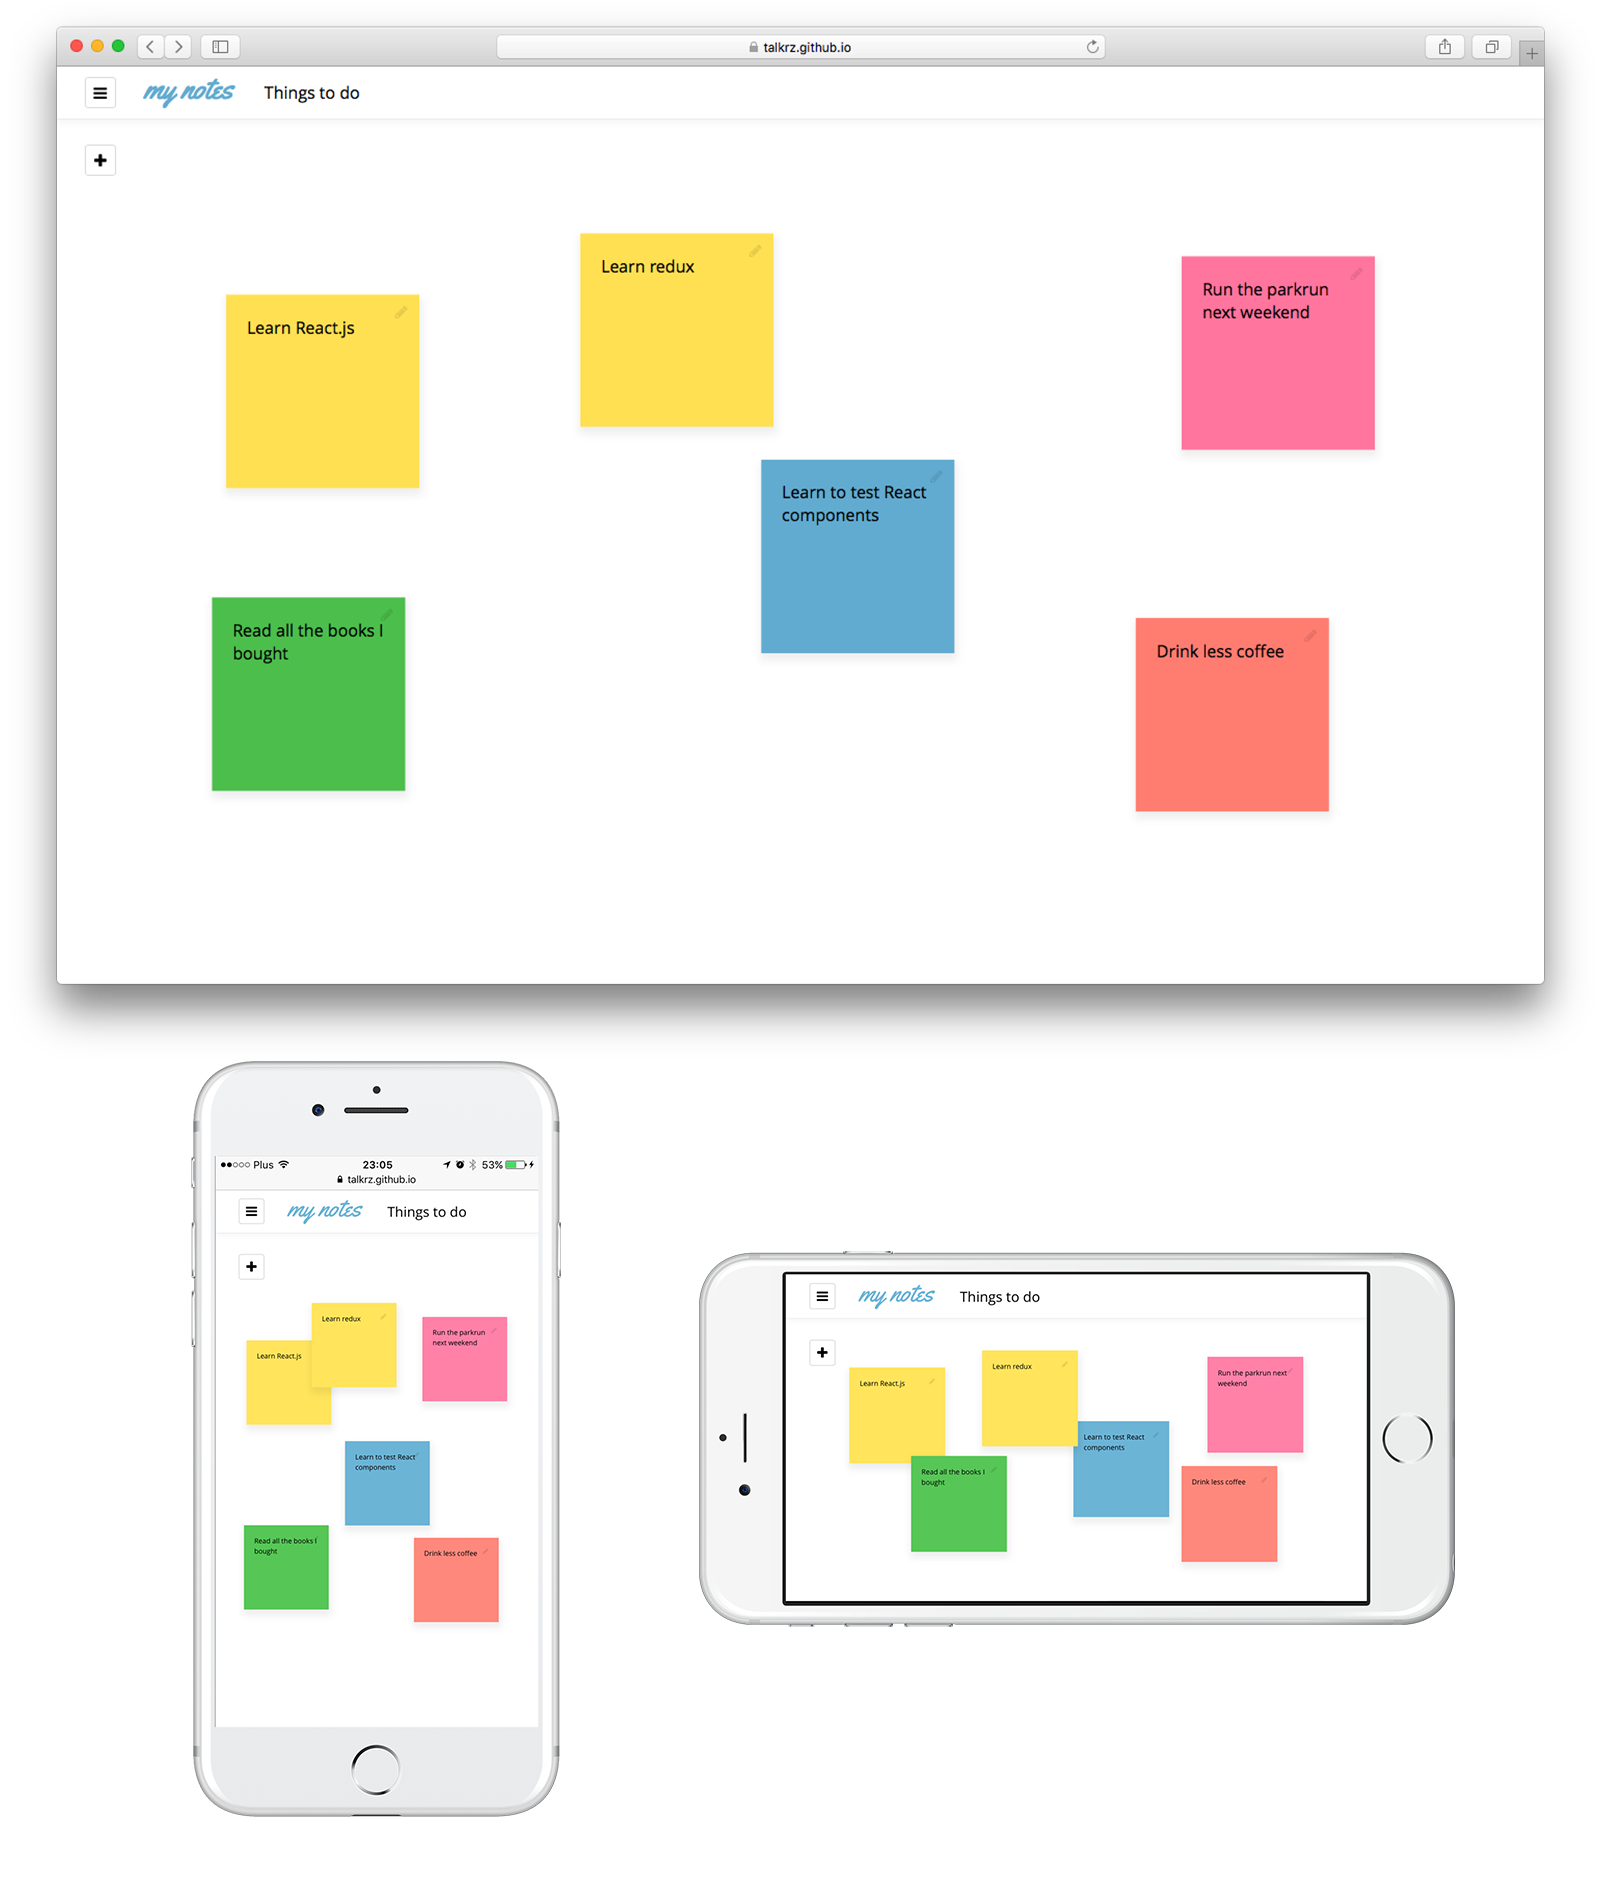 talkrz.github.io
my notes Things to do
Learn redux
Run the parkrun
next weekend
Learn React.js
Learn to test React
components
Read all the books I
bought
Drink less coffee
Plus 23:05 53%
talkrz.github.io
my notes Things to do
Learn redux
Run the parkrun
next weekend
Learn React.js
Learn to test React
components
Read all the books I
bought
Drink less coffee
my notes Things to do
Learn redux
Run the parkrun next
weekend
Learn React.js
Learn to test React
components
Read all the books I
bought
Drink less coffee